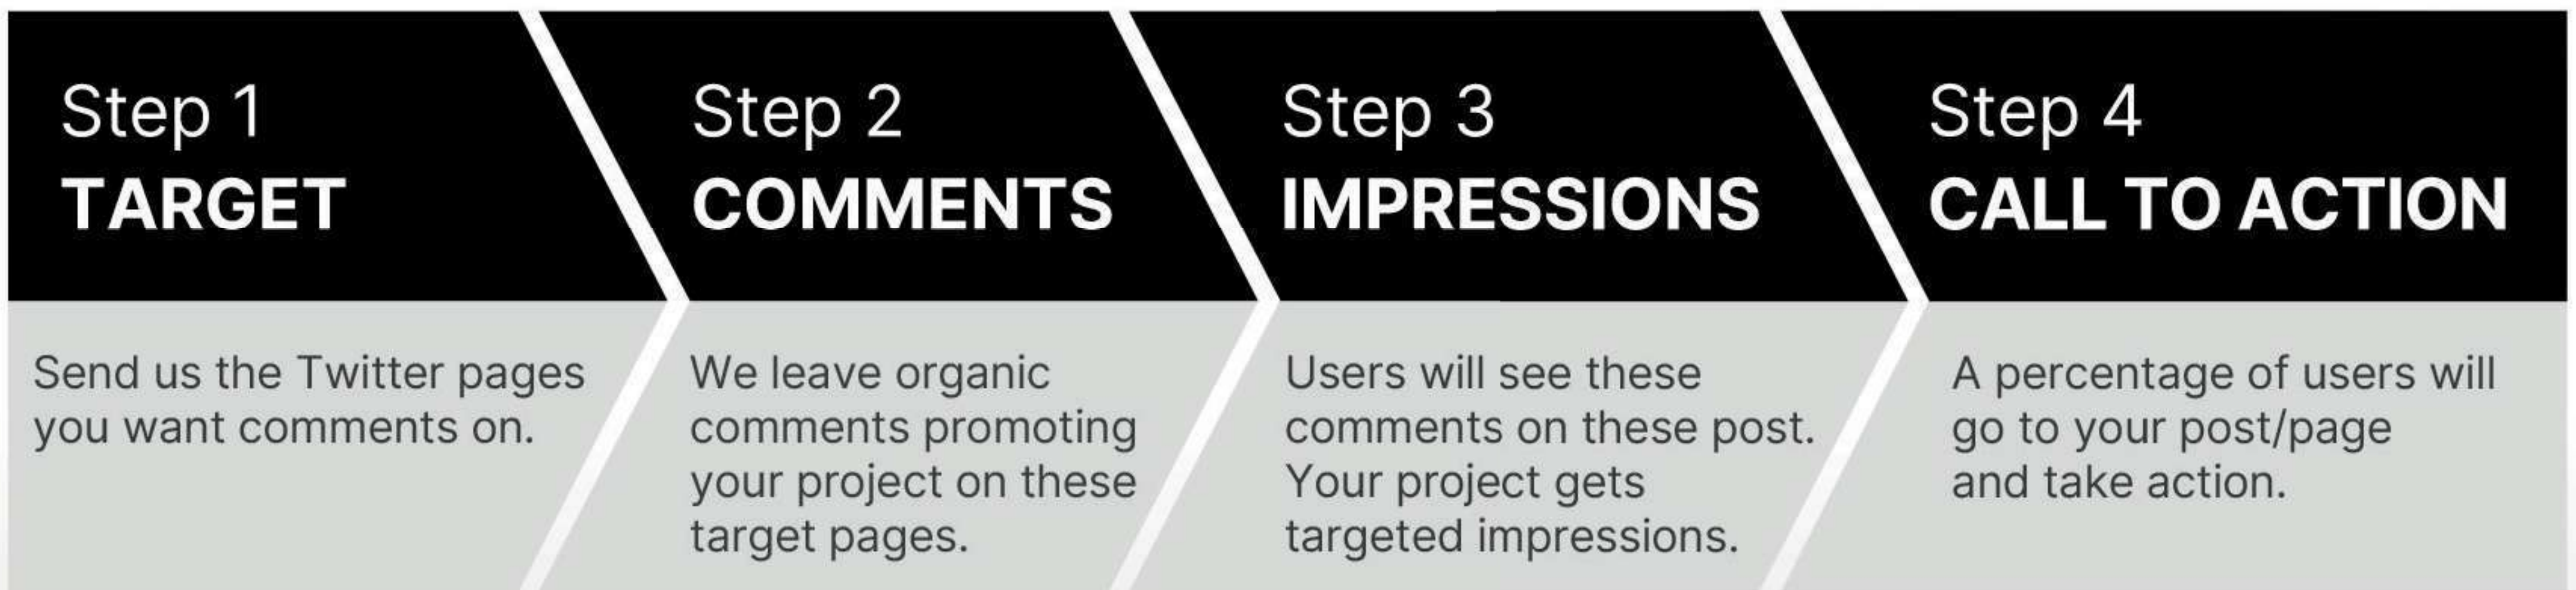 Step 1
TARGET
Send us the Twitter pages
you want comments on.
Step 2
COMMENTS
We leave organic
comments promoting
your project on these
target pages.
Step 3
IMPRESSIONS
Users will see these
comments on these post.
Your project gets
targeted impressions.
Step 4
CALL TO ACTION
A percentage of users will
go to your post/page
and take action.